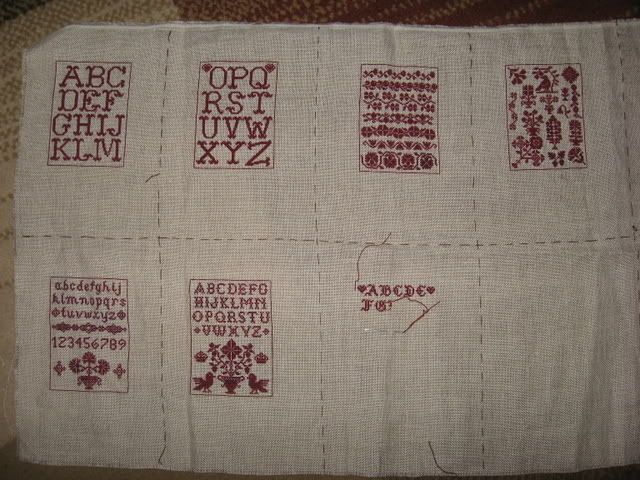 ABC
DEF
GHIJ
KLM
OPQ
RST
UVW
XYZ
abcdefghij
klmnopqrs
tuvwxyz
123456789
ABCDEFG
HIJKLMN
OPQRSTU
VWXYZ
ABCDE
FG